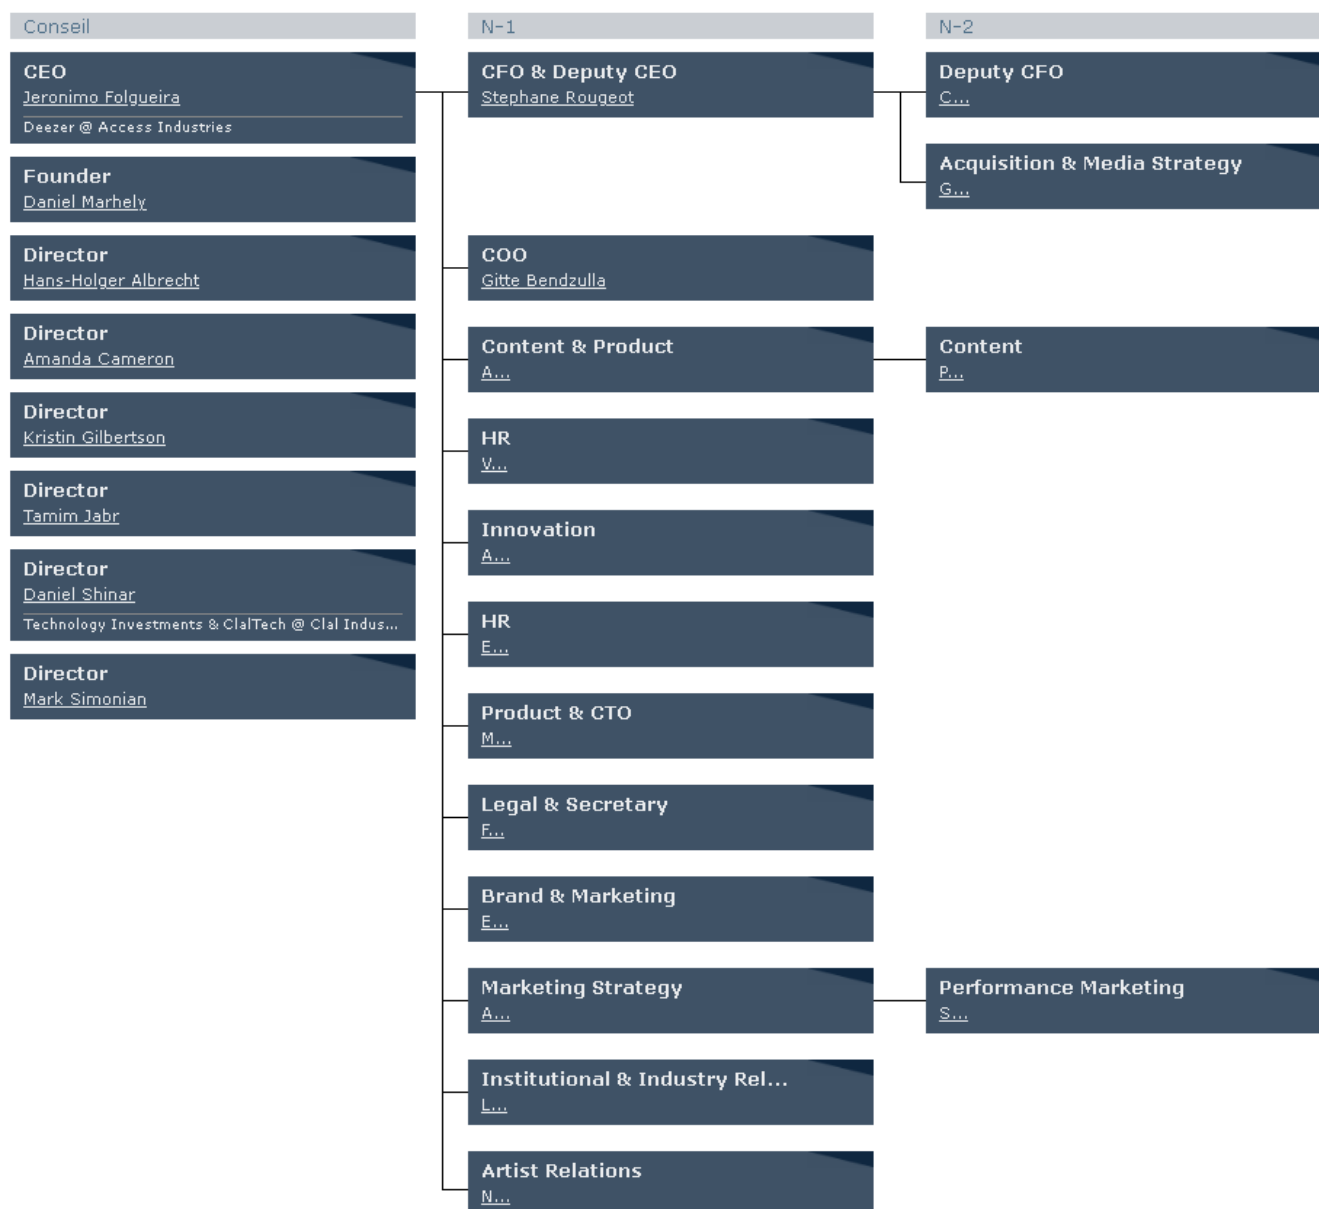 Conseil
CEO
Jeronimo Folgueira
Deezer @ Access Industries
Founder
Daniel Marhely
Director
Hans-Holger Albrecht
Director
Amanda Cameron
Director
Kristin Gilbertson
Director
Tamim Jabr
Director
Daniel Shinar
Technology Investments & ClalTech @ Clal Indus...
Director
Mark Simonian
N-1
CFO & Deputy CEO
Stephane Rougeot
COO
Gitte Bendzulla
Content & Product
A...
HR
V...
Innovation
A...
HR
E...
Product & CTO
M...
Legal & Secretary
F...
Brand & Marketing
E...
Marketing Strategy
A...
Institutional & Industry Rel...
L...
Artist Relations
N...
N-2
Deputy CFO
C...
Acquisition & Media Strategy
G...
Content
P...
Performance Marketing
S...